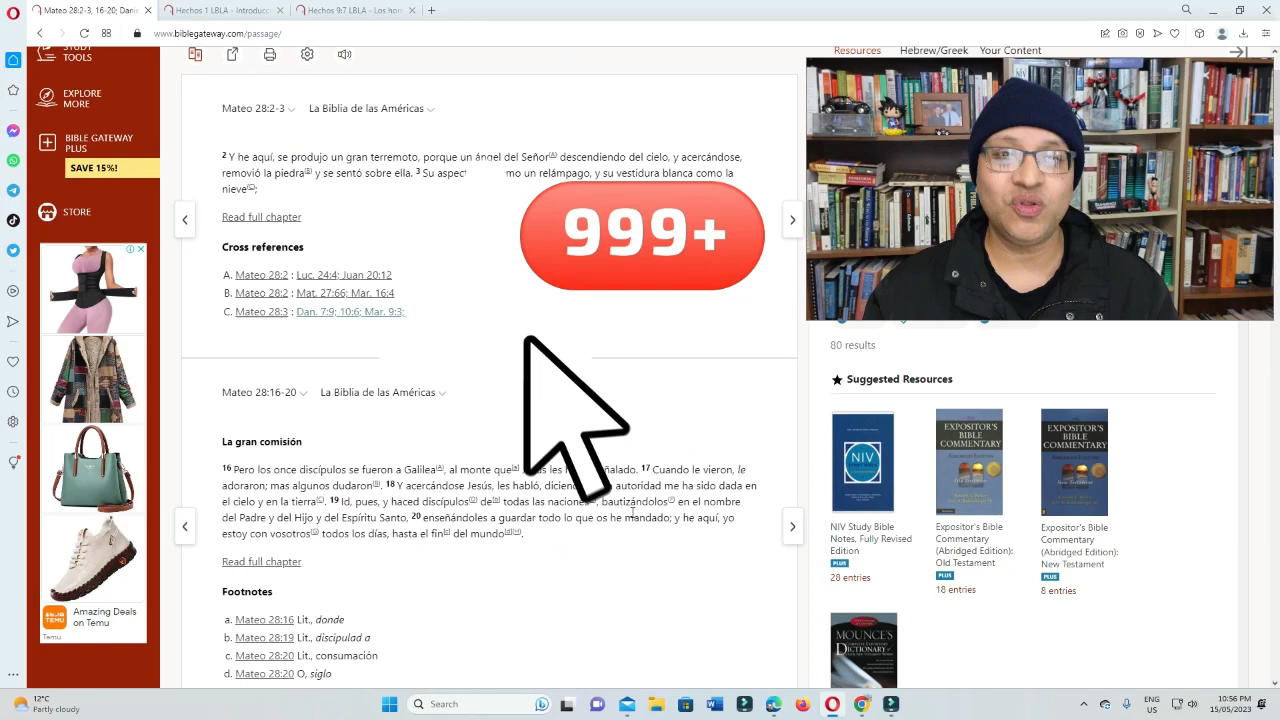 Mateo 28:2-3, 16-20; Dani
Hechos 1 LBLA - Introducc
Hechos 9:7 LBLA - Los hom
www.biblegateway.com/passage/
STUDY
TOOLS
EXPLORE
MORE
BIBLE GATEWAY
PLUS
SAVE 15%!
STORE
Amazing Deals
on Temu
Temu
Mateo 28:2-3 La Biblia de las Américas
2 Y he aquí, se produjo un gran terremoto, porque un ángel del Señor descendiendo del cielo, y acercándose,
removió la piedra y se sentó sobre ella. 3 Su aspect mo un relámpago, y su vestidura blanca como la
nieve[C];
Read full chapter
999+
Cross references
A. Mateo 28:2 : Luc. 24:4; Juan 20:12
B. Mateo 28:2 : Mat. 27:66; Mar. 16:4
C. Mateo 28:3 : Dan. 7:9; 10:6; Mar. 9:3;
Mateo 28:16-20 La Biblia de las Américas
La gran comisión
16 Pero los once discípulos se fueron a Galilea[A], al monte que[a] les señalado. 17 Cuando le vieron, le
adoraron; mas algunos dudaron. 18 Y acercándose Jesús, les habló, diciendo: autoridad me ha sido dada en
el cielo y en la tierra. 19 Id, pues, y haced discípulos de todas las naciones, bautizándolos en el nombre
del Padre y del Hijo y del Espíritu Santo, 20 enseñándoles a guardar todo lo que os he mandado; y he aquí, yo
estoy con vosotros todos los días, hasta el fin del mundo.
Read full chapter
Footnotes
a. Mateo 28:16 Lit., donde
b. Mateo 28:19 Lit.,
28:20
Resources Hebrew/Greek Your Content
80 results
Suggested Resources
NIV STUDY BIBLE
EXPOSITOR'S
BIBLE
COMMENTARY
EXPOSITOR'S
BIBLE
COMMENTARY
NIV Study Bible
Notes, Fully Revised
Edition
PLUS
28 entries
Expositor's Bible
Commentary
(Abridged Edition):
Old Testament
PLUS
18 entries
Expositor's Bible
Commentary
(Abridged Edition):
New Testament
PLUS
8 entries
MOUNCE'S
DICTIONARY
12°C
Partly cloudy
Search
ENG
IN
10:56 PM
15/05/2023